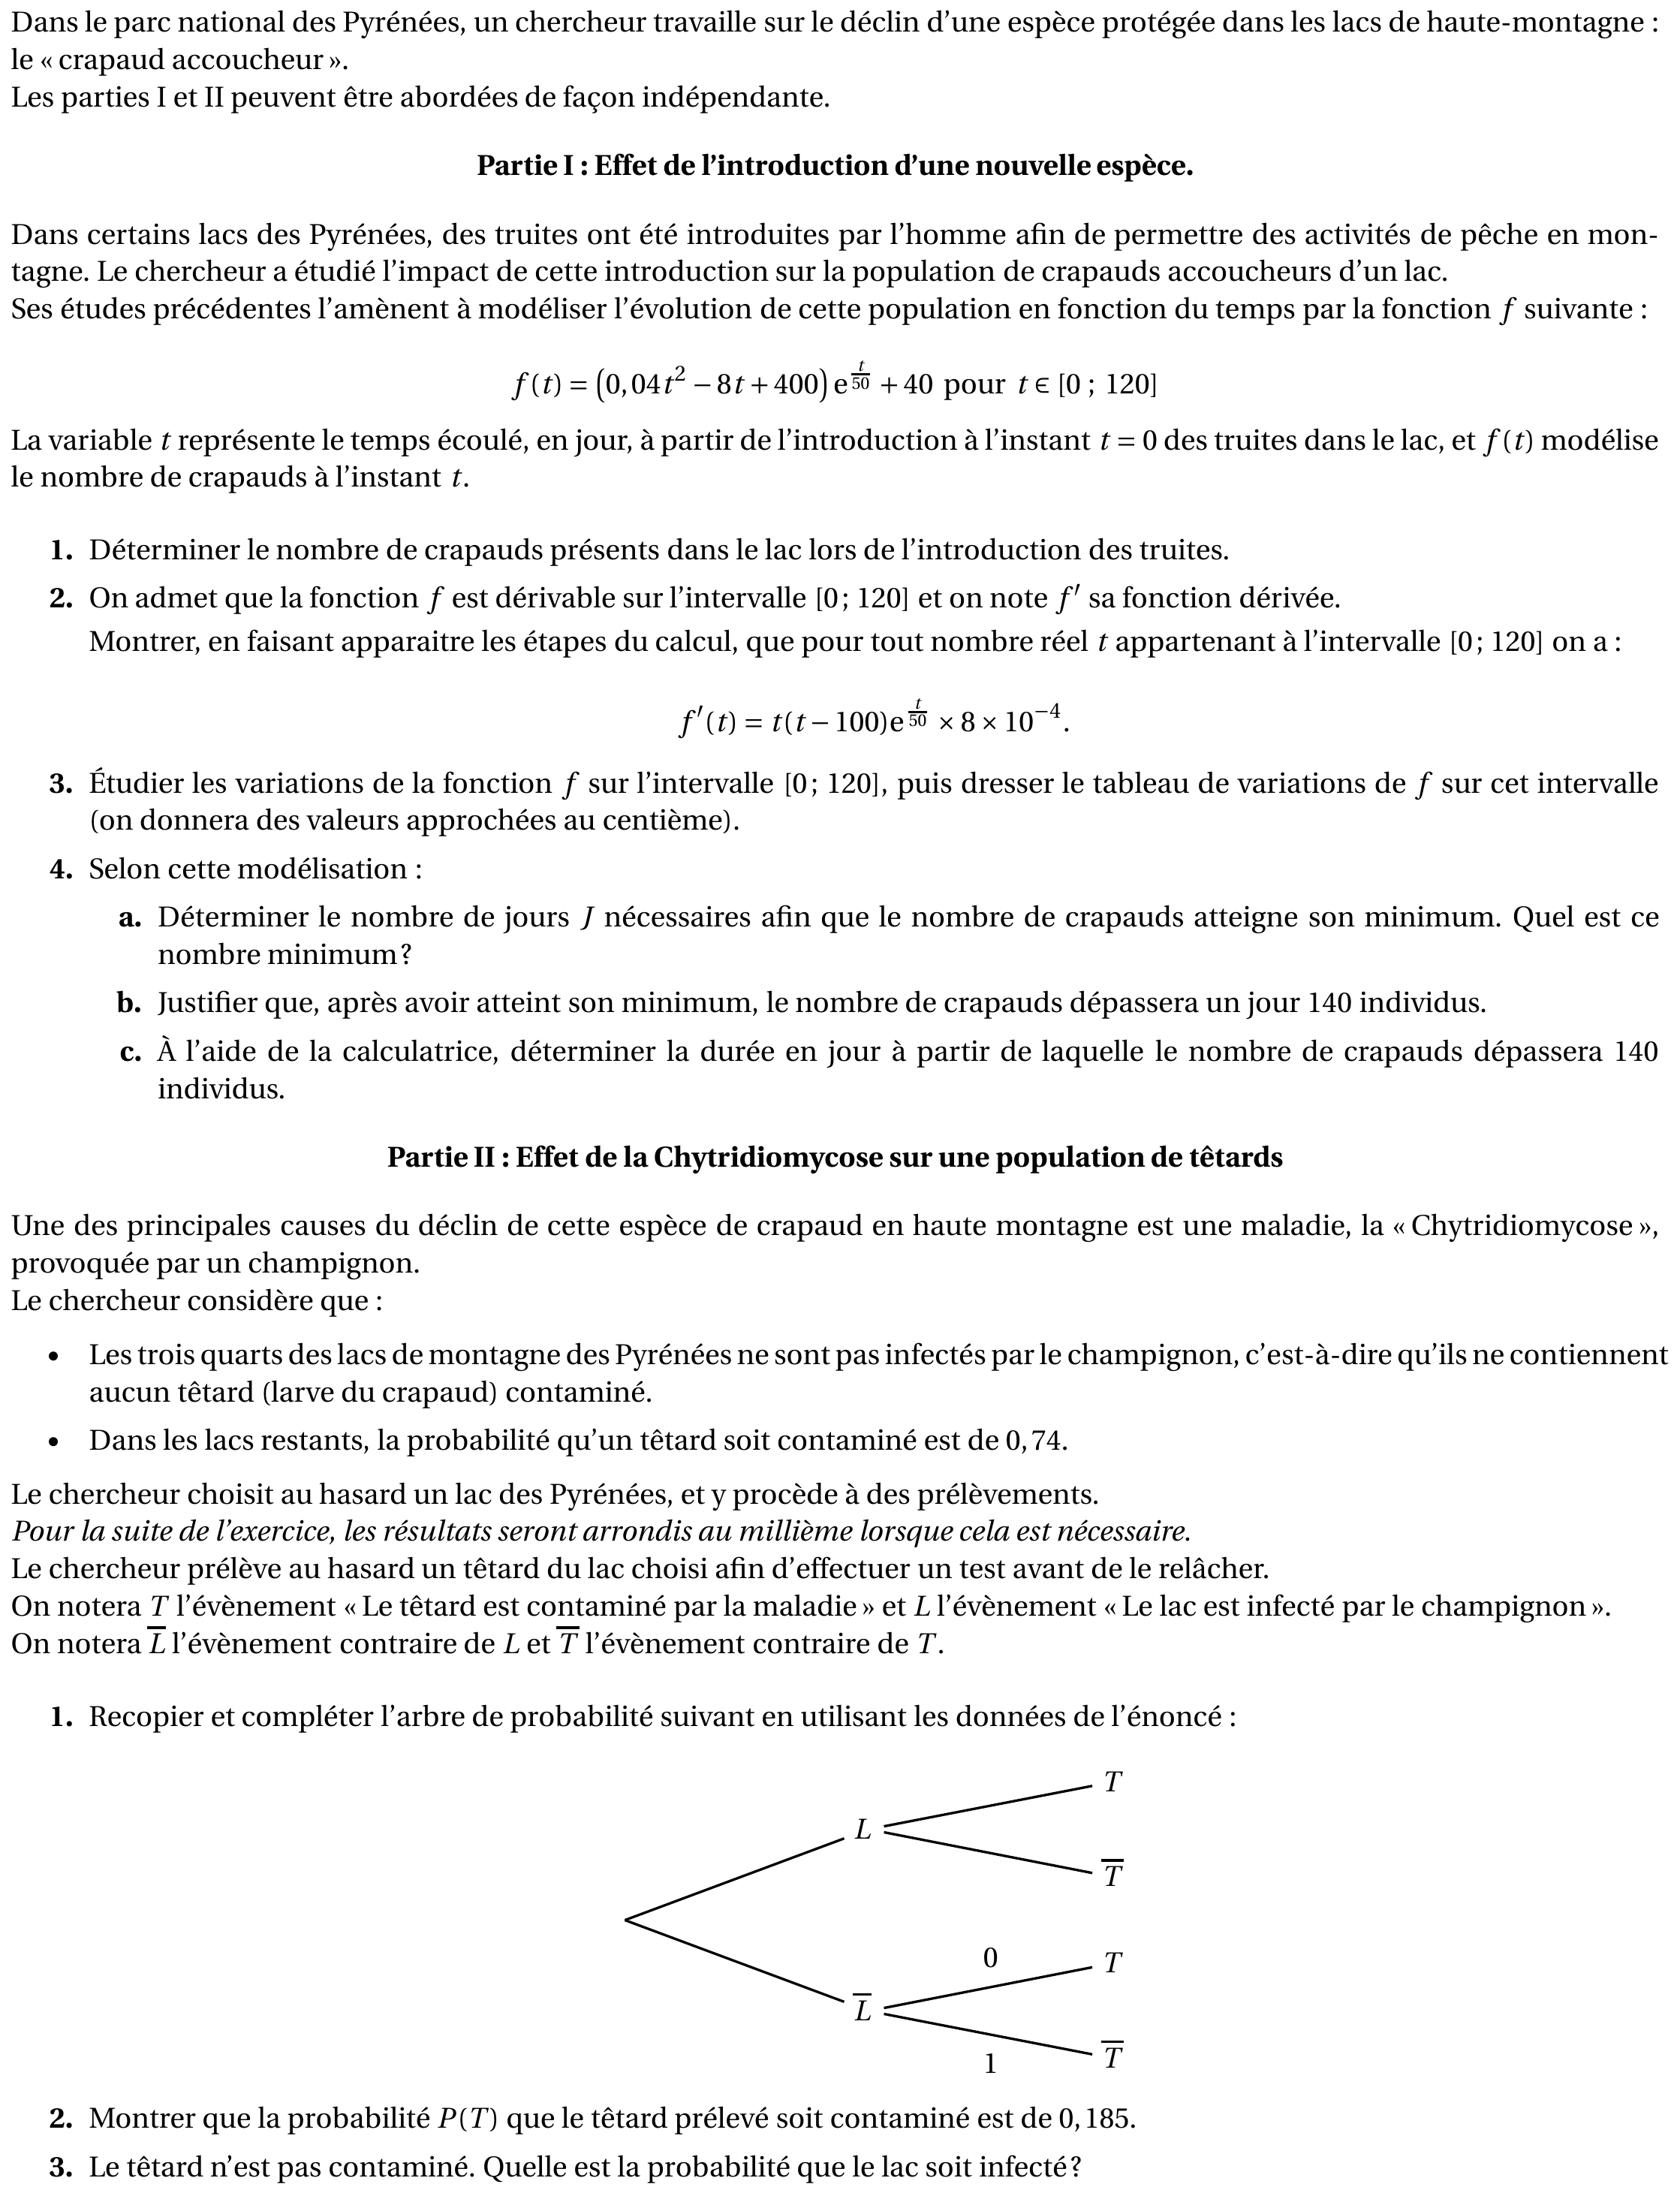 Dans le parc national des Pyrénées, un chercheur travaille sur le déclin d’une espèce protégée dans les lacs de haute-montagne :
le « crapaud accoucheur ».
Les parties I et II peuvent être abordées de façon indépendante.
Partie I : Effet de l’introduction d’une nouvelle espèce.
Dans certains lacs des Pyrénées, des truites ont été introduites par l’homme afin de permettre des activités de pêche en mon-
tagne. Le chercheur a étudié l’impact de cette introduction sur la population de crapauds accoucheurs d’un lac.
Ses études précédentes l’amènent à modéliser l’évolution de cette population en fonction du temps par la fonction f suivante :
f(t) = (0,04t² − 8t + 400) e^{t/50} + 40 pour t ∈ [0 ; 120]
La variable t représente le temps écoulé, en jour, à partir de l’introduction à l’instant t = 0 des truites dans le lac, et f(t) modélise
le nombre de crapauds à l’instant t.
1. Déterminer le nombre de crapauds présents dans le lac lors de l’introduction des truites.
2. On admet que la fonction f est dérivable sur l’intervalle [0 ; 120] et on note f′ sa fonction dérivée.
Montrer, en faisant apparaitre les étapes du calcul, que pour tout nombre réel t appartenant à l’intervalle [0 ; 120] on a :
f′(t) = t(t − 100)e^{t/50} × 8 × 10⁻⁴.
3. Étudier les variations de la fonction f sur l’intervalle [0 ; 120], puis dresser le tableau de variations de f sur cet intervalle
(on donnera des valeurs approchées au centième).
4. Selon cette modélisation :
a. Déterminer le nombre de jours J nécessaires afin que le nombre de crapauds atteigne son minimum. Quel est ce
nombre minimum ?
b. Justifier que, après avoir atteint son minimum, le nombre de crapauds dépassera un jour 140 individus.
c. À l’aide de la calculatrice, déterminer la durée en jour à partir de laquelle le nombre de crapauds dépassera 140
individus.
Partie II : Effet de la Chytridiomycose sur une population de têtards
Une des principales causes du déclin de cette espèce de crapaud en haute montagne est une maladie, la « Chytridiomycose »,
provoquée par un champignon.
Le chercheur considère que :
• Les trois quarts des lacs de montagne des Pyrénées ne sont pas infectés par le champignon, c’est-à-dire qu’ils ne contiennent
aucun têtard (larve du crapaud) contaminé.
• Dans les lacs restants, la probabilité qu’un têtard soit contaminé est de 0,74.
Le chercheur choisit au hasard un lac des Pyrénées, et y procède à des prélèvements.
Pour la suite de l’exercice, les résultats seront arrondis au millième lorsque cela est nécessaire.
Le chercheur prélève au hasard un têtard du lac choisi afin d’effectuer un test avant de le relâcher.
On notera T l’évènement « Le têtard est contaminé par la maladie » et L l’évènement « Le lac est infecté par le champignon ».
On notera L̅ l’évènement contraire de L et T̅ l’évènement contraire de T.
1. Recopier et compléter l’arbre de probabilité suivant en utilisant les données de l’énoncé :
T
L
T̅
0
T
L̅
T̅
1
2. Montrer que la probabilité P(T) que le têtard prélevé soit contaminé est de 0,185.
3. Le têtard n’est pas contaminé. Quelle est la probabilité que le lac soit infecté ?